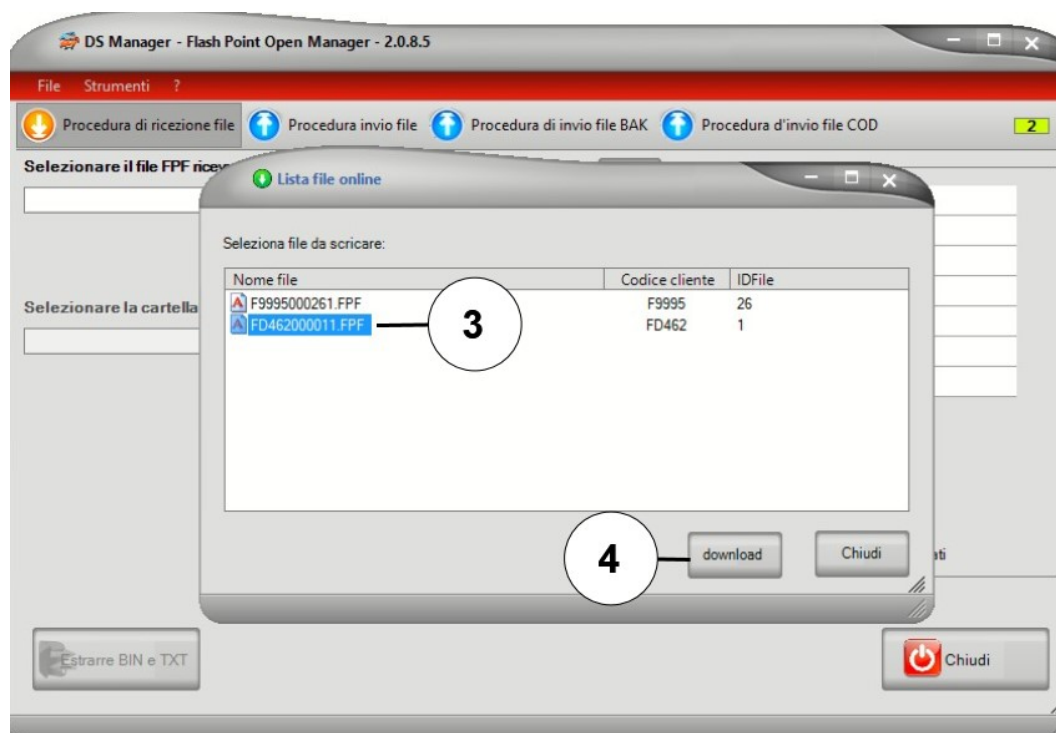 DS Manager - Flash Point Open Manager - 2.0.8.5
File Strumenti ?
Procedura di ricezione file Procedura invio file Procedura di invio file BAK Procedura d'invio file COD 2
Selezionare il file FPF
Lista file online
Seleziona file da scricare:
Nome file Codice cliente IDFile
F9995000261.FPF F9995 26
FD462000011.FPF FD462 1
3
Selezionare la cartella
4
download Chiudi
Estrarre BIN e TXT
Chiudi